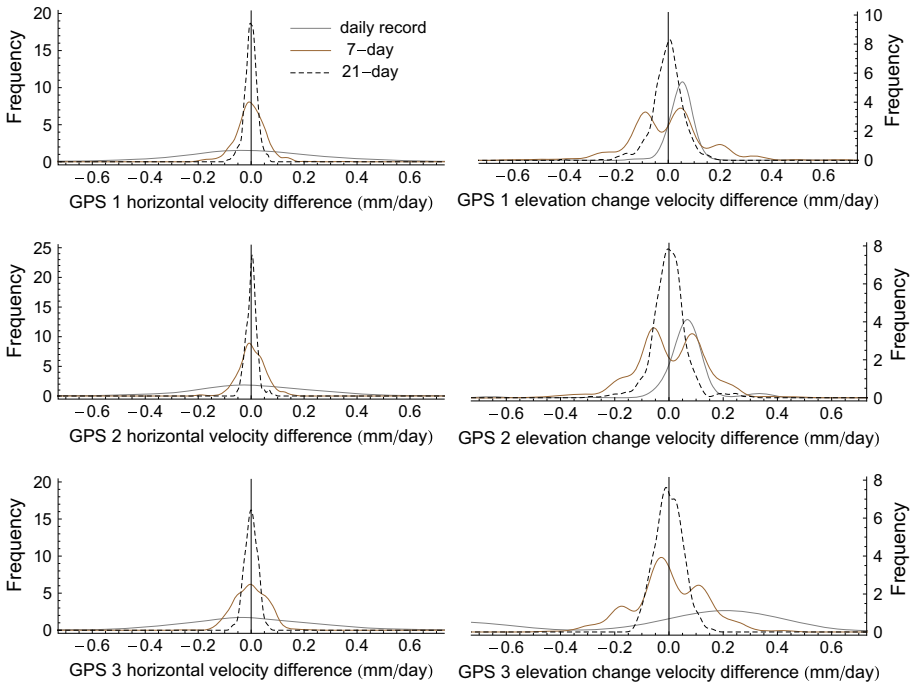 daily record
7−day
21−day
Frequency
20
15
10
5
0
−0.6 −0.4 −0.2 0.0 0.2 0.4 0.6
GPS 1 horizontal velocity difference (mm/day)
Frequency
10
8
6
4
2
0
−0.6 −0.4 −0.2 0.0 0.2 0.4 0.6
GPS 1 elevation change velocity difference (mm/day)
Frequency
25
20
15
10
5
0
−0.6 −0.4 −0.2 0.0 0.2 0.4 0.6
GPS 2 horizontal velocity difference (mm/day)
Frequency
8
6
4
2
0
−0.6 −0.4 −0.2 0.0 0.2 0.4 0.6
GPS 2 elevation change velocity difference (mm/day)
Frequency
20
15
10
5
0
−0.6 −0.4 −0.2 0.0 0.2 0.4 0.6
GPS 3 horizontal velocity difference (mm/day)
Frequency
8
6
4
2
0
−0.6 −0.4 −0.2 0.0 0.2 0.4 0.6
GPS 3 elevation change velocity difference (mm/day)